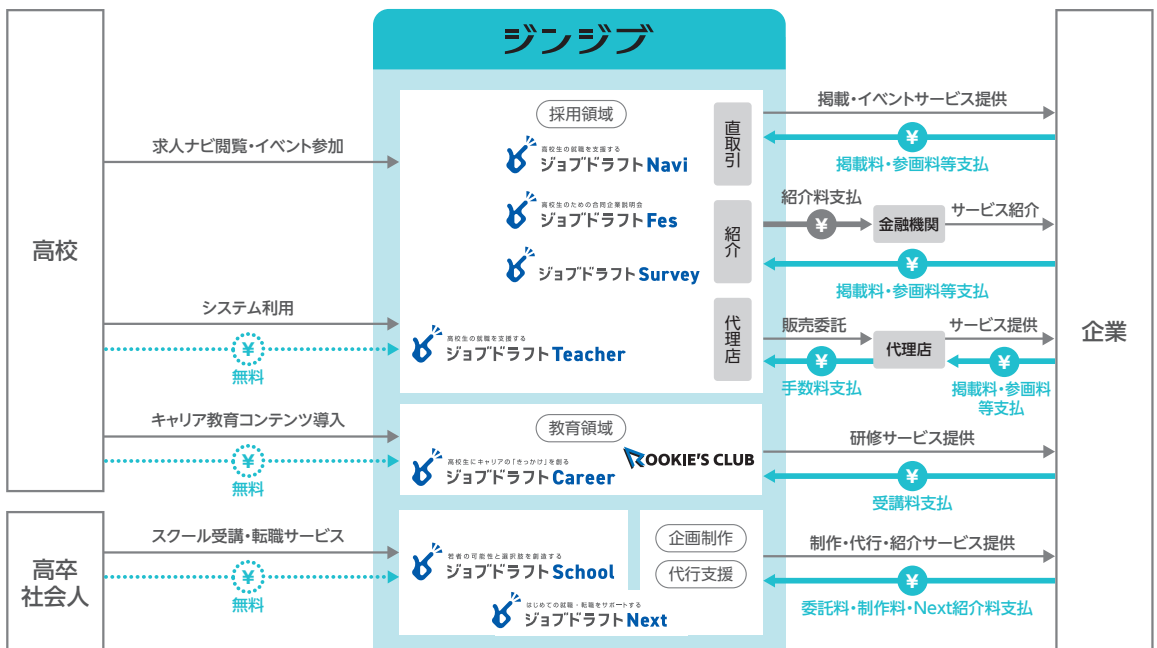 ジンジブ
高校
高卒
社会人
求人ナビ閲覧・イベント参加
システム利用
¥
無料
キャリア教育コンテンツ導入
¥
無料
スクール受講・転職サービス
¥
無料
採用領域
高校生の就職を支援する
ジョブドラフトNavi
高校生のための合同企業説明会
ジョブドラフトFes
ジョブドラフトSurvey
高校生の就職を支援する
ジョブドラフトTeacher
直取引
紹介
代理店
教育領域
高校生にキャリアの「きっかけ」を創る
ジョブドラフトCareer
ROOKIE'S CLUB
若者の可能性と選択肢を創造する
ジョブドラフトSchool
企画制作
代行支援
はじめての就職・転職をサポートする
ジョブドラフトNext
掲載・イベントサービス提供
¥
掲載料・参画料等支払
紹介料支払
¥
金融機関
サービス紹介
¥
掲載料・参画料等支払
販売委託
¥
手数料支払
代理店
サービス提供
¥
掲載料・参画料
等支払
研修サービス提供
¥
受講料支払
制作・代行・紹介サービス提供
¥
委託料・制作料・Next紹介料支払
企業